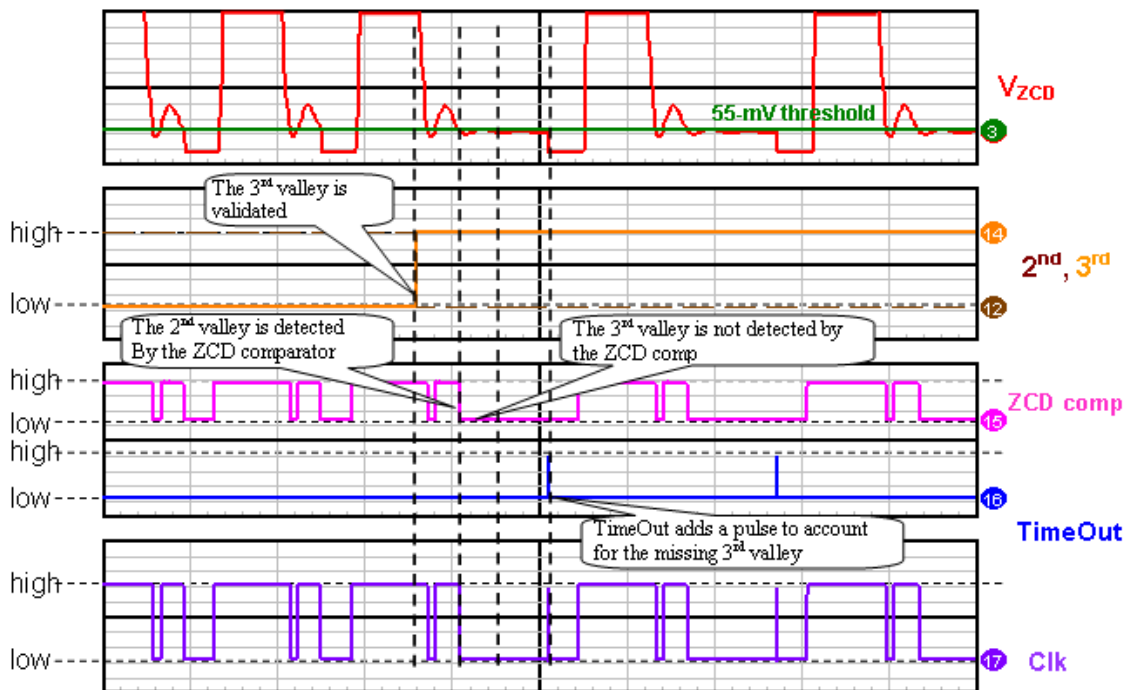 V_ZCD
55-mV threshold
3
The 3rd valley is
validated
high
14
2nd, 3rd
low
12
The 2nd valley is detected
By the ZCD comparator
The 3rd valley is not detected by
the ZCD comp
high
ZCD comp
low
15
high
low
16
TimeOut
TimeOut adds a pulse to account
for the missing 3rd valley
high
low
17
Clk